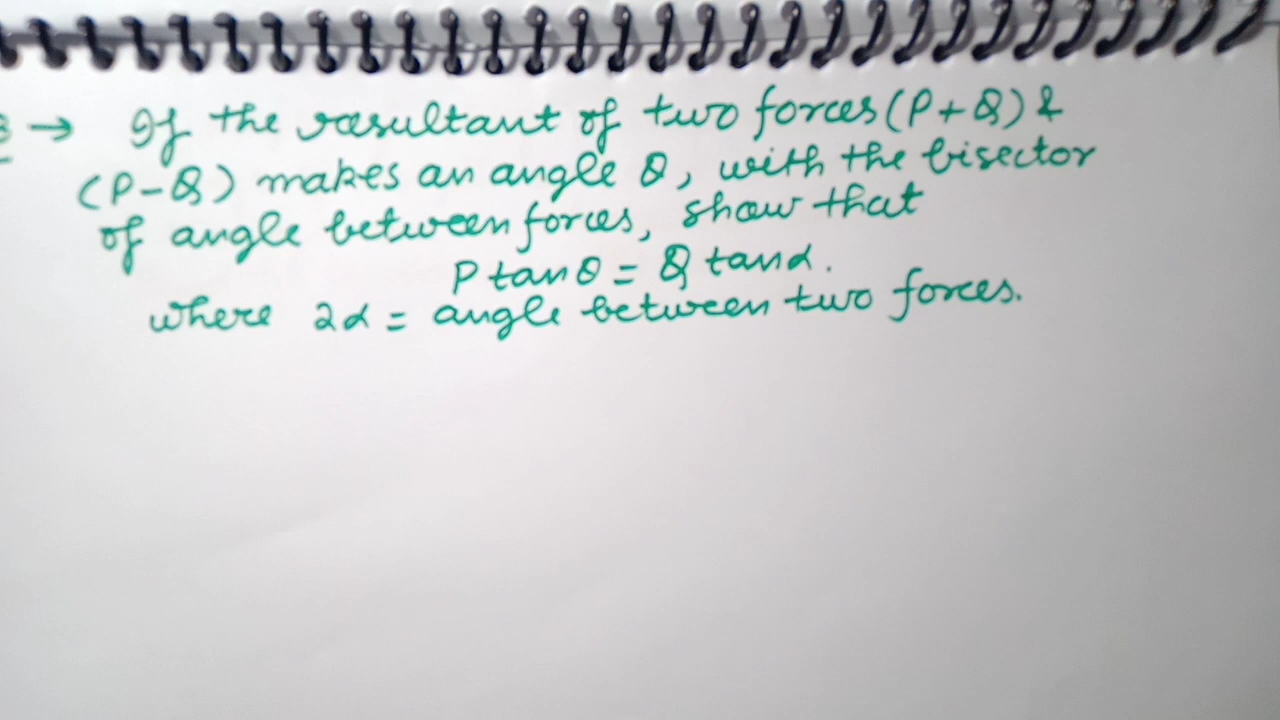 → If the resultant of two forces (P+Q) &
(P-Q) makes an angle θ, with the bisector
of angle between forces, show that
P tan θ = Q tan α.
where 2α = angle between two forces.